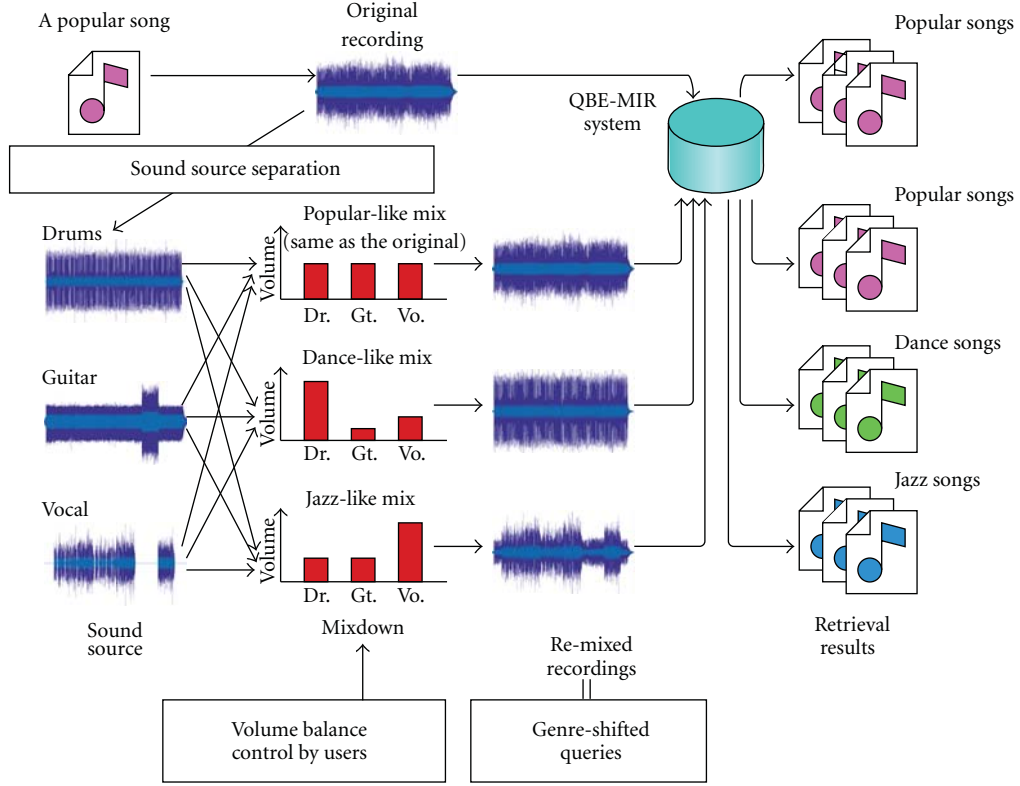 A popular song
Original
recording
Popular songs
QBE-MIR
system
Sound source separation
Popular songs
Drums
Popular-like mix
(same as the original)
Volume
Dr. Gt. Vo.
Dance songs
Guitar
Dance-like mix
Volume
Dr. Gt. Vo.
Jazz songs
Vocal
Jazz-like mix
Volume
Dr. Gt. Vo.
Sound
source
Mixdown
Re-mixed
recordings
Retrieval
results
Volume balance
control by users
Genre-shifted
queries